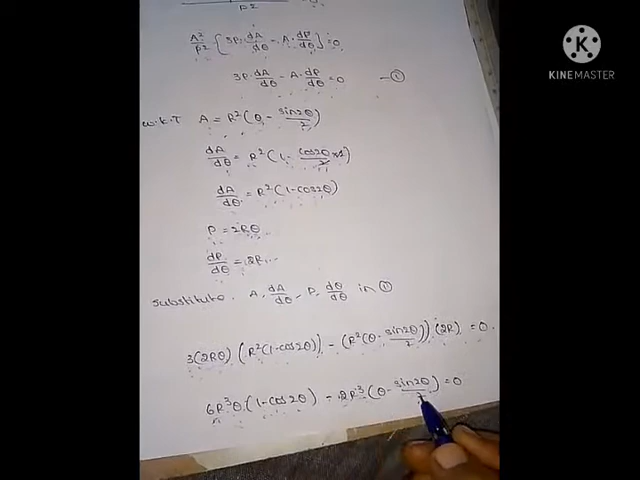 P2
A³/P² { 3P. dA/dθ - A. dP/dθ } = 0
3P dA/dθ - A. dP/dθ = 0 -①
w.k.T A = R²(θ - sin2θ/2)
dA/dθ = R²(1 - cos2θ×2/2)
dA/dθ = R²(1-cos2θ)
P = 2Rθ
dP/dθ = 2R
substitute. A, dA/dθ, P, dθ/dθ in ①
3(2Rθ) (R²(1-cos2θ)) - (R²(θ - sin2θ/2)) (2R) = 0.
6R³θ.(1-cos2θ) - 2R³(θ - sin2θ/2) = 0
KINEMASTER